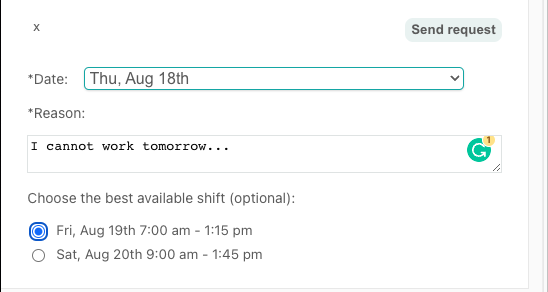 x
Send request
*Date: Thu, Aug 18th
*Reason:
I cannot work tomorrow...
1
Choose the best available shift (optional):
Fri, Aug 19th 7:00 am - 1:15 pm
Sat, Aug 20th 9:00 am - 1:45 pm